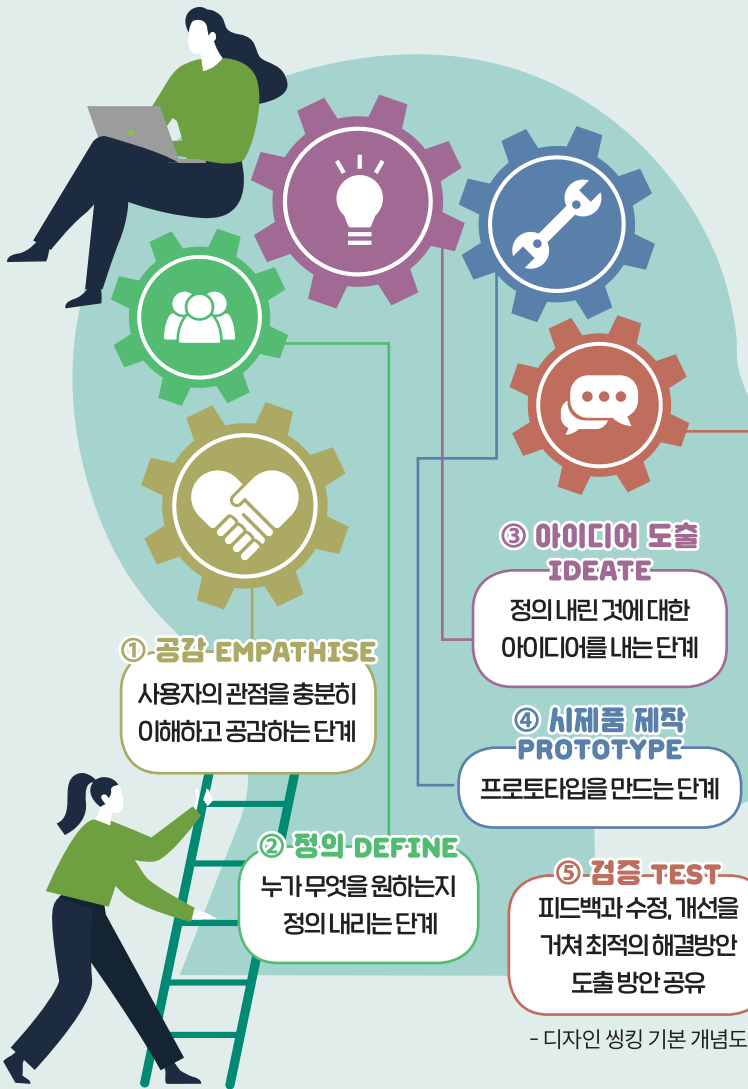 ① 공감 EMPATHISE
사용자의 관점을 충분히
이해하고 공감하는 단계
② 정의 DEFINE
누가 무엇을 원하는지
정의 내리는 단계
③ 아이디어 도출
IDEATE
정의 내린 것에 대한
아이디어를 내는 단계
④ 시제품 제작
PROTOTYPE
프로토타입을 만드는 단계
⑤ 검증 TEST
피드백과 수정, 개선을
거쳐 최적의 해결방안
도출 방안 공유
- 디자인 씽킹 기본 개념도